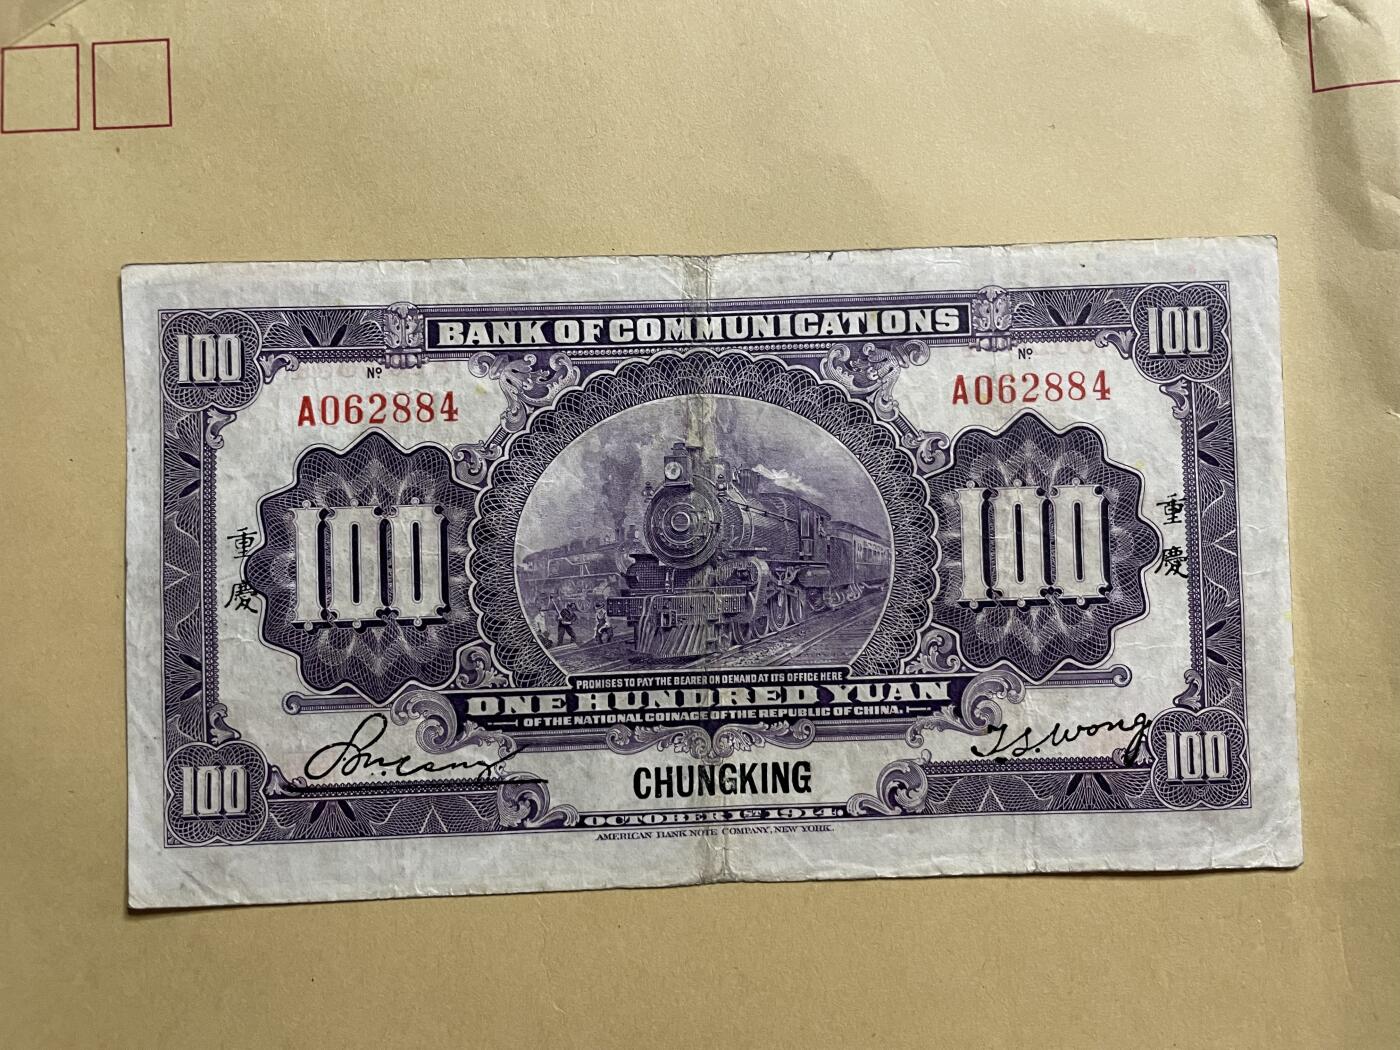 100 BANK OF COMMUNICATIONS 100
Nº Nº
A062884 A062884
100 100
重慶 重慶
PROMISES TO PAY THE BEARER ON DEMAND AT ITS OFFICE HERE
ONE HUNDRED YUAN
OF THE NATIONAL COINAGE OF THE REPUBLIC OF CHINA.
T.S. Wong
100 CHUNGKING 100
OCTOBER 1ST 1914.
AMERICAN BANK NOTE COMPANY, NEW YORK.